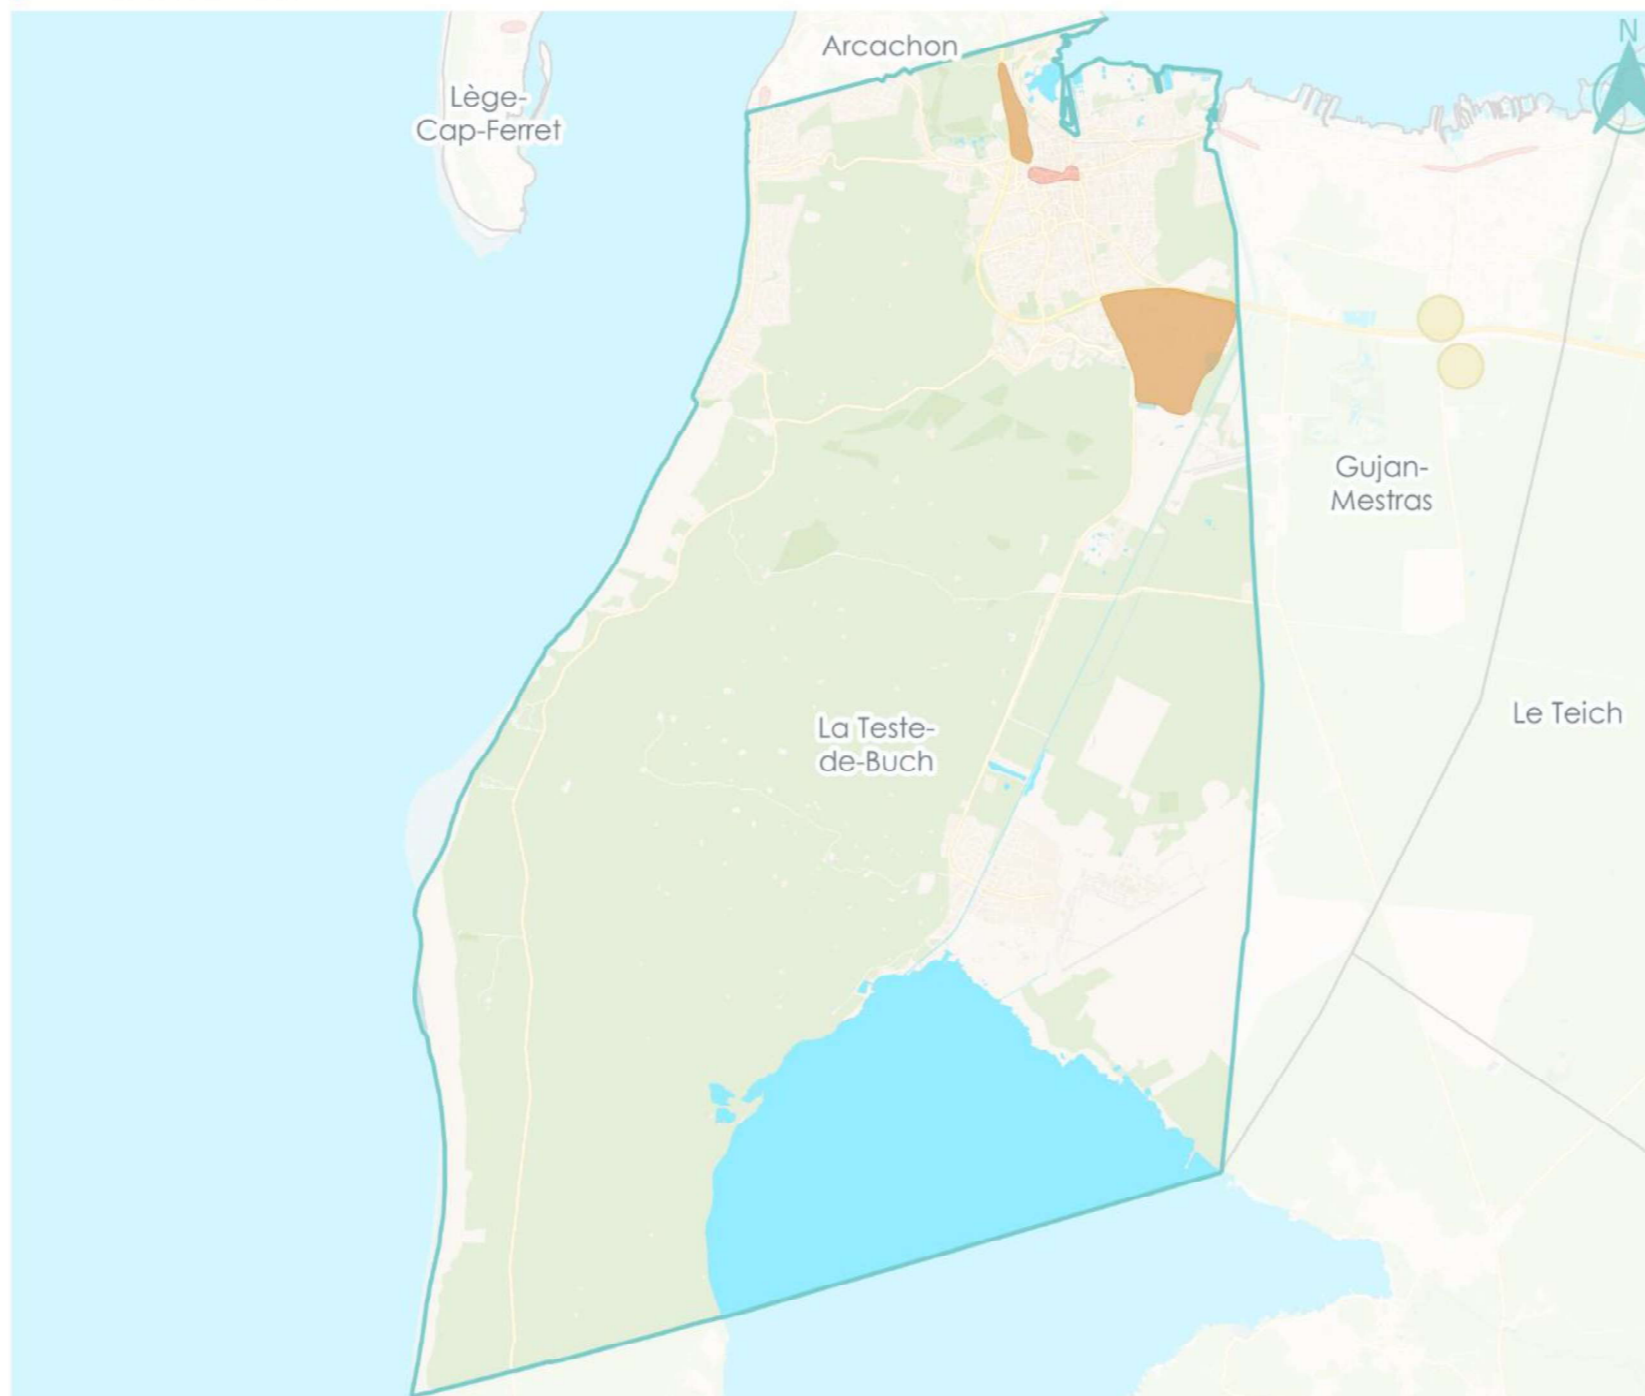 Arcachon
N
Lège-
Cap-Ferret
Gujan-
Mestras
La Teste-
de-Buch
Le Teich